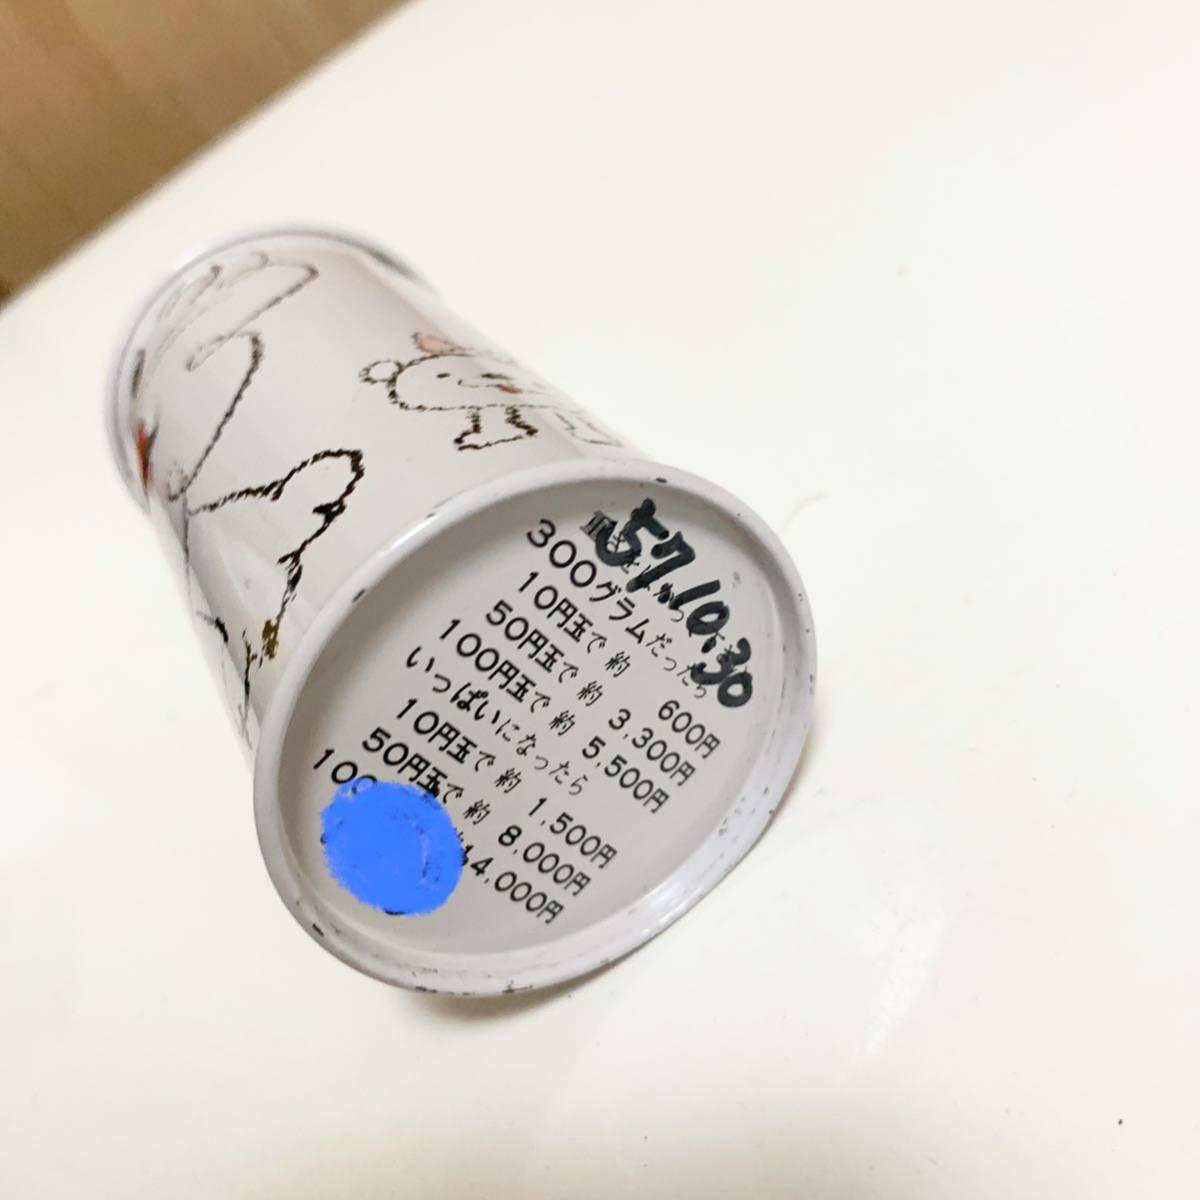 57.10.30
300グラムだったら
10円玉で 約 600円
50円玉で 約 3,300円
100円玉で 約 5,500円
いっぱいになったら
10円玉で 約 1,500円
50円玉で 約 8,000円
100 14,000円